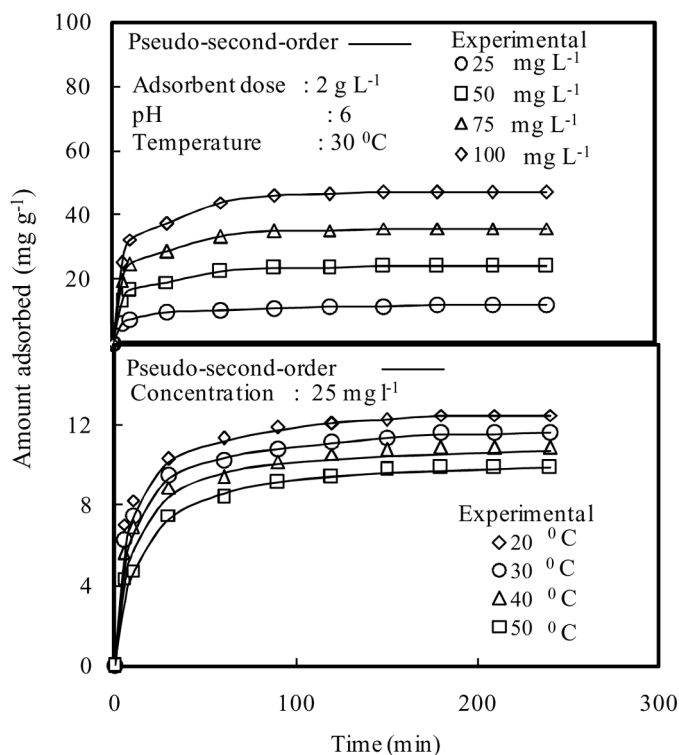 100
80
60
40
20
Pseudo-second-order
Adsorbent dose : 2 g L-1
pH : 6
Temperature : 30 ⁰C
Experimental
25 mg L-1
50 mg L-1
75 mg L-1
100 mg L-1
Amount adsorbed (mg g-1)
Pseudo-second-order
Concentration : 25 mg l-1
12
8
4
0
Experimental
20 ⁰C
30 ⁰C
40 ⁰C
50 ⁰C
0 100 200 300
Time (min)